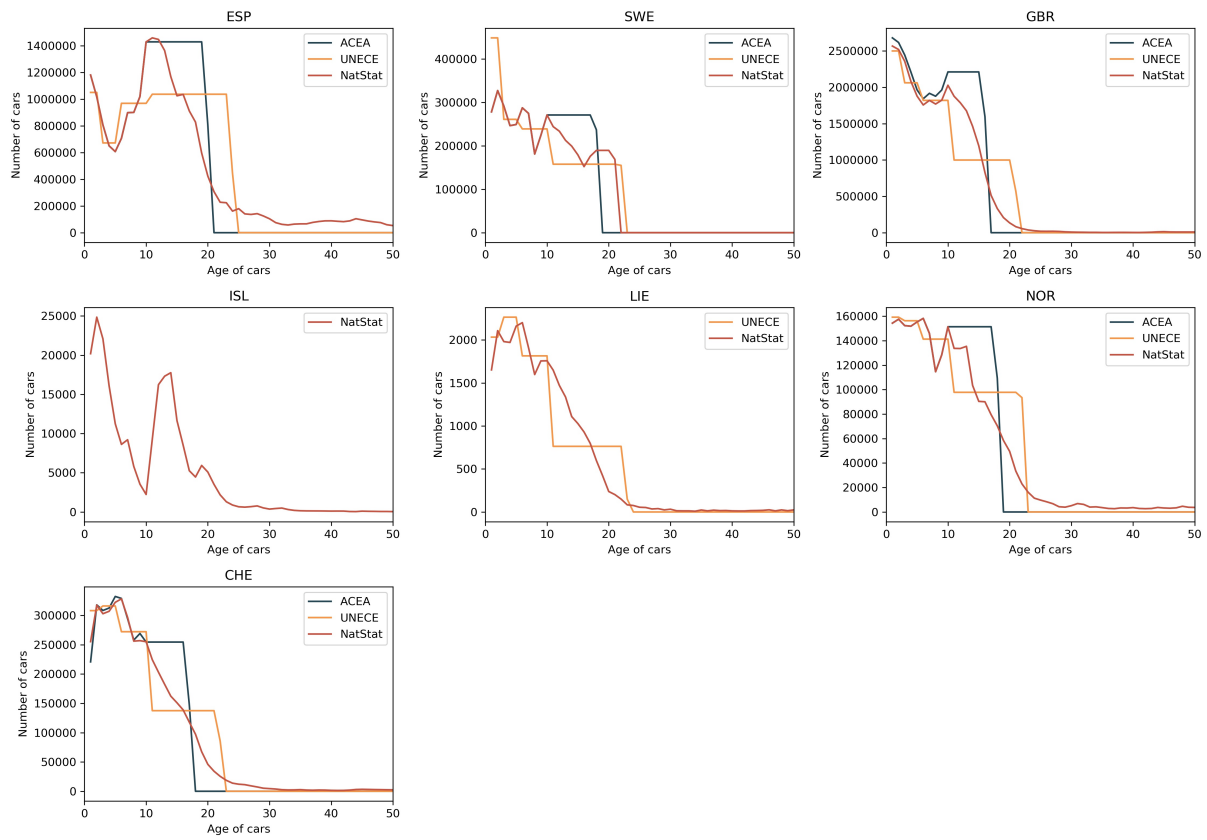 ESP
Number of cars
1400000
1200000
1000000
800000
600000
400000
200000
0
0 10 20 30 40 50
Age of cars
ACEA
UNECE
NatStat
SWE
Number of cars
400000
300000
200000
100000
0
0 10 20 30 40 50
Age of cars
ACEA
UNECE
NatStat
GBR
Number of cars
2500000
2000000
1500000
1000000
500000
0
0 10 20 30 40 50
Age of cars
ACEA
UNECE
NatStat
ISL
Number of cars
25000
20000
15000
10000
5000
0
0 10 20 30 40 50
Age of cars
NatStat
LIE
Number of cars
2000
1500
1000
500
0
0 10 20 30 40 50
Age of cars
UNECE
NatStat
NOR
Number of cars
160000
140000
120000
100000
80000
60000
40000
20000
0
0 10 20 30 40 50
Age of cars
ACEA
UNECE
NatStat
CHE
Number of cars
300000
250000
200000
150000
100000
50000
0
0 10 20 30 40 50
Age of cars
ACEA
UNECE
NatStat